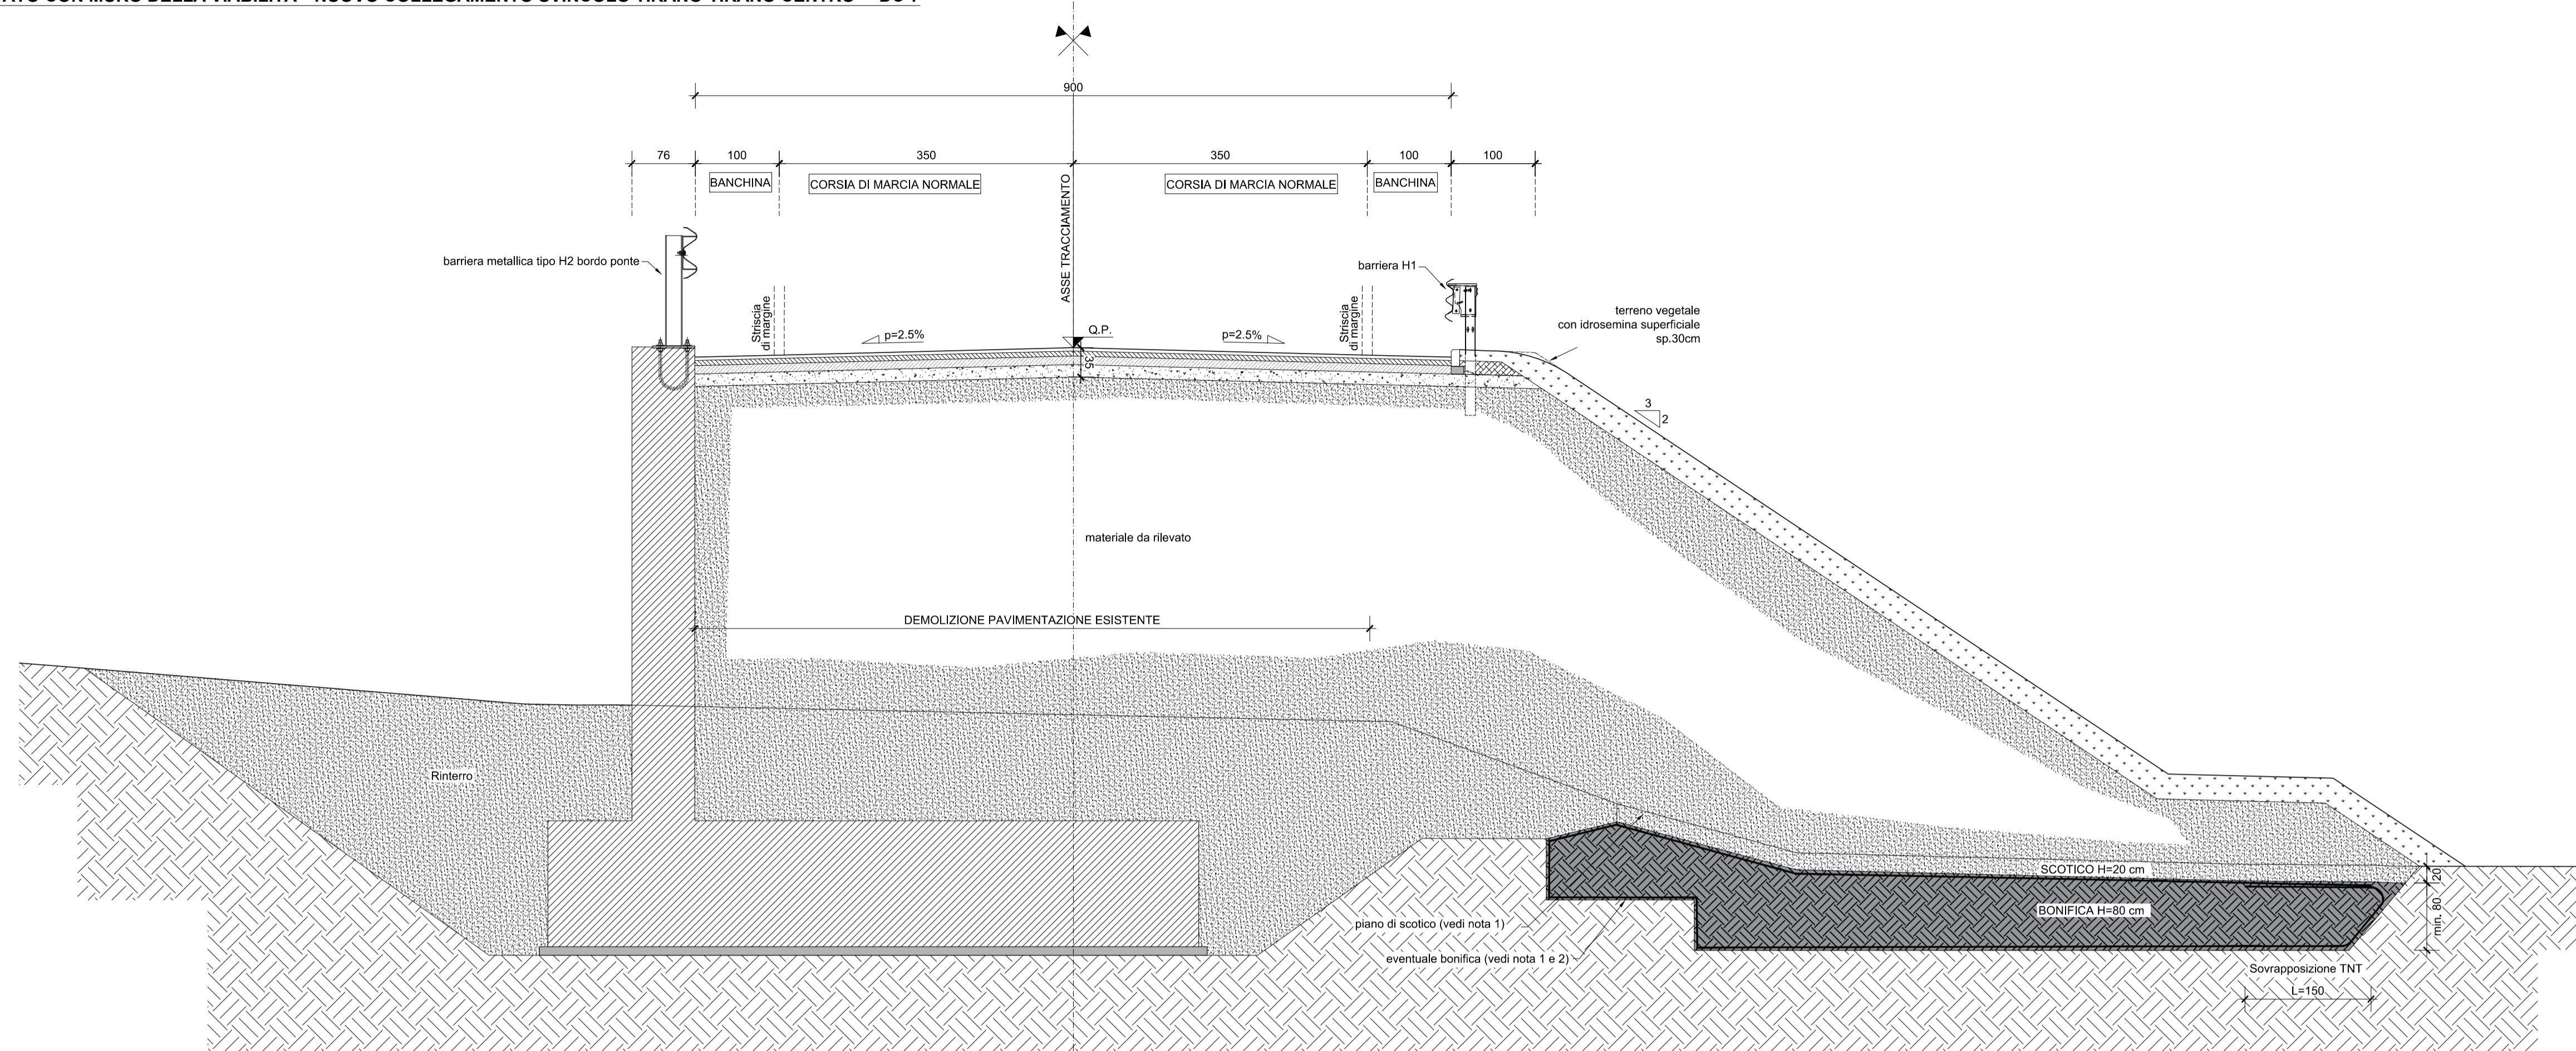 CON MURO DELLA VIABILITA'
900
76
100
350
350
100
100
BANCHINA
CORSIA DI MARCIA NORMALE
CORSIA DI MARCIA NORMALE
BANCHINA
ASSE TRACCIAMENTO
barriera metallica tipo H2 bordo ponte
barriera H1
Striscia
di margine
Striscia
di margine
terreno vegetale
con idrosemina superficiale
sp.30cm
p=2.5%
Q.P.
p=2.5%
35
3
2
materiale da rilevato
DEMOLIZIONE PAVIMENTAZIONE ESISTENTE
Rinterro
SCOTICO H=20 cm
20
BONIFICA H=80 cm
min. 80
piano di scotico (vedi nota 1)
eventuale bonifica (vedi nota 1 e 2)
Sovrapposizione TNT
L=150